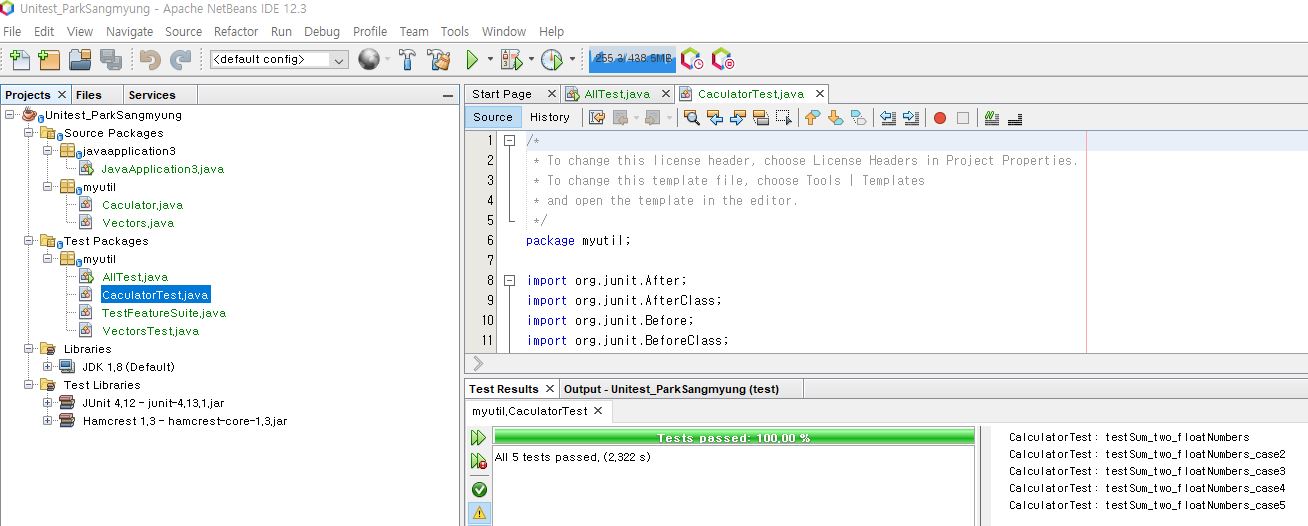 Unitest_ParkSangmyung - Apache NetBeans IDE 12.3
File Edit View Navigate Source Refactor Run Debug Profile Team Tools Window Help
<default config> 255.3/438.5MB
Projects Files Services
Unitest_ParkSangmyung
Source Packages
javaapplication3
JavaApplication3.java
myutil
Caculator.java
Vectors.java
Test Packages
myutil
AllTest.java
CaculatorTest.java
TestFeatureSuite.java
VectorsTest.java
Libraries
JDK 1.8 (Default)
Test Libraries
JUnit 4.12 - junit-4.13.1.jar
Hamcrest 1.3 - hamcrest-core-1.3.jar
Start Page AllTest.java CaculatorTest.java
Source History
1 /*
2 * To change this license header, choose License Headers in Project Properties.
3 * To change this template file, choose Tools | Templates
4 * and open the template in the editor.
5 */
6 package myutil;
7
8 import org.junit.After;
9 import org.junit.AfterClass;
10 import org.junit.Before;
11 import org.junit.BeforeClass;
Test Results Output - Unitest_ParkSangmyung (test)
myutil.CaculatorTest
Tests passed: 100.00 %
All 5 tests passed. (2.322 s)
CalculatorTest: testSum_two_floatNumbers
CalculatorTest: testSum_two_floatNumbers_case2
CalculatorTest: testSum_two_floatNumbers_case3
CalculatorTest: testSum_two_floatNumbers_case4
CalculatorTest: testSum_two_floatNumbers_case5